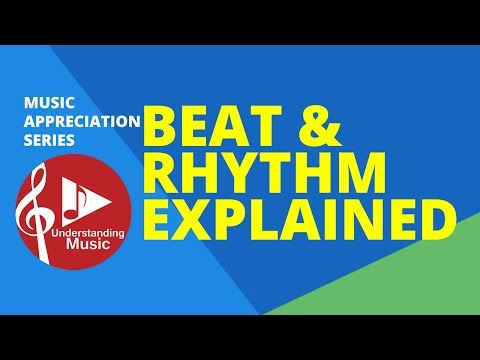 MUSIC
APPRECIATION
SERIES
BEAT &
RHYTHM
EXPLAINED
Understanding
Music